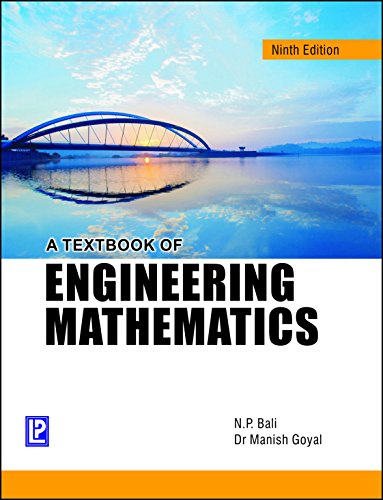 Ninth Edition
A TEXTBOOK OF
ENGINEERING
MATHEMATICS
N.P. Bali
Dr Manish Goyal
LP